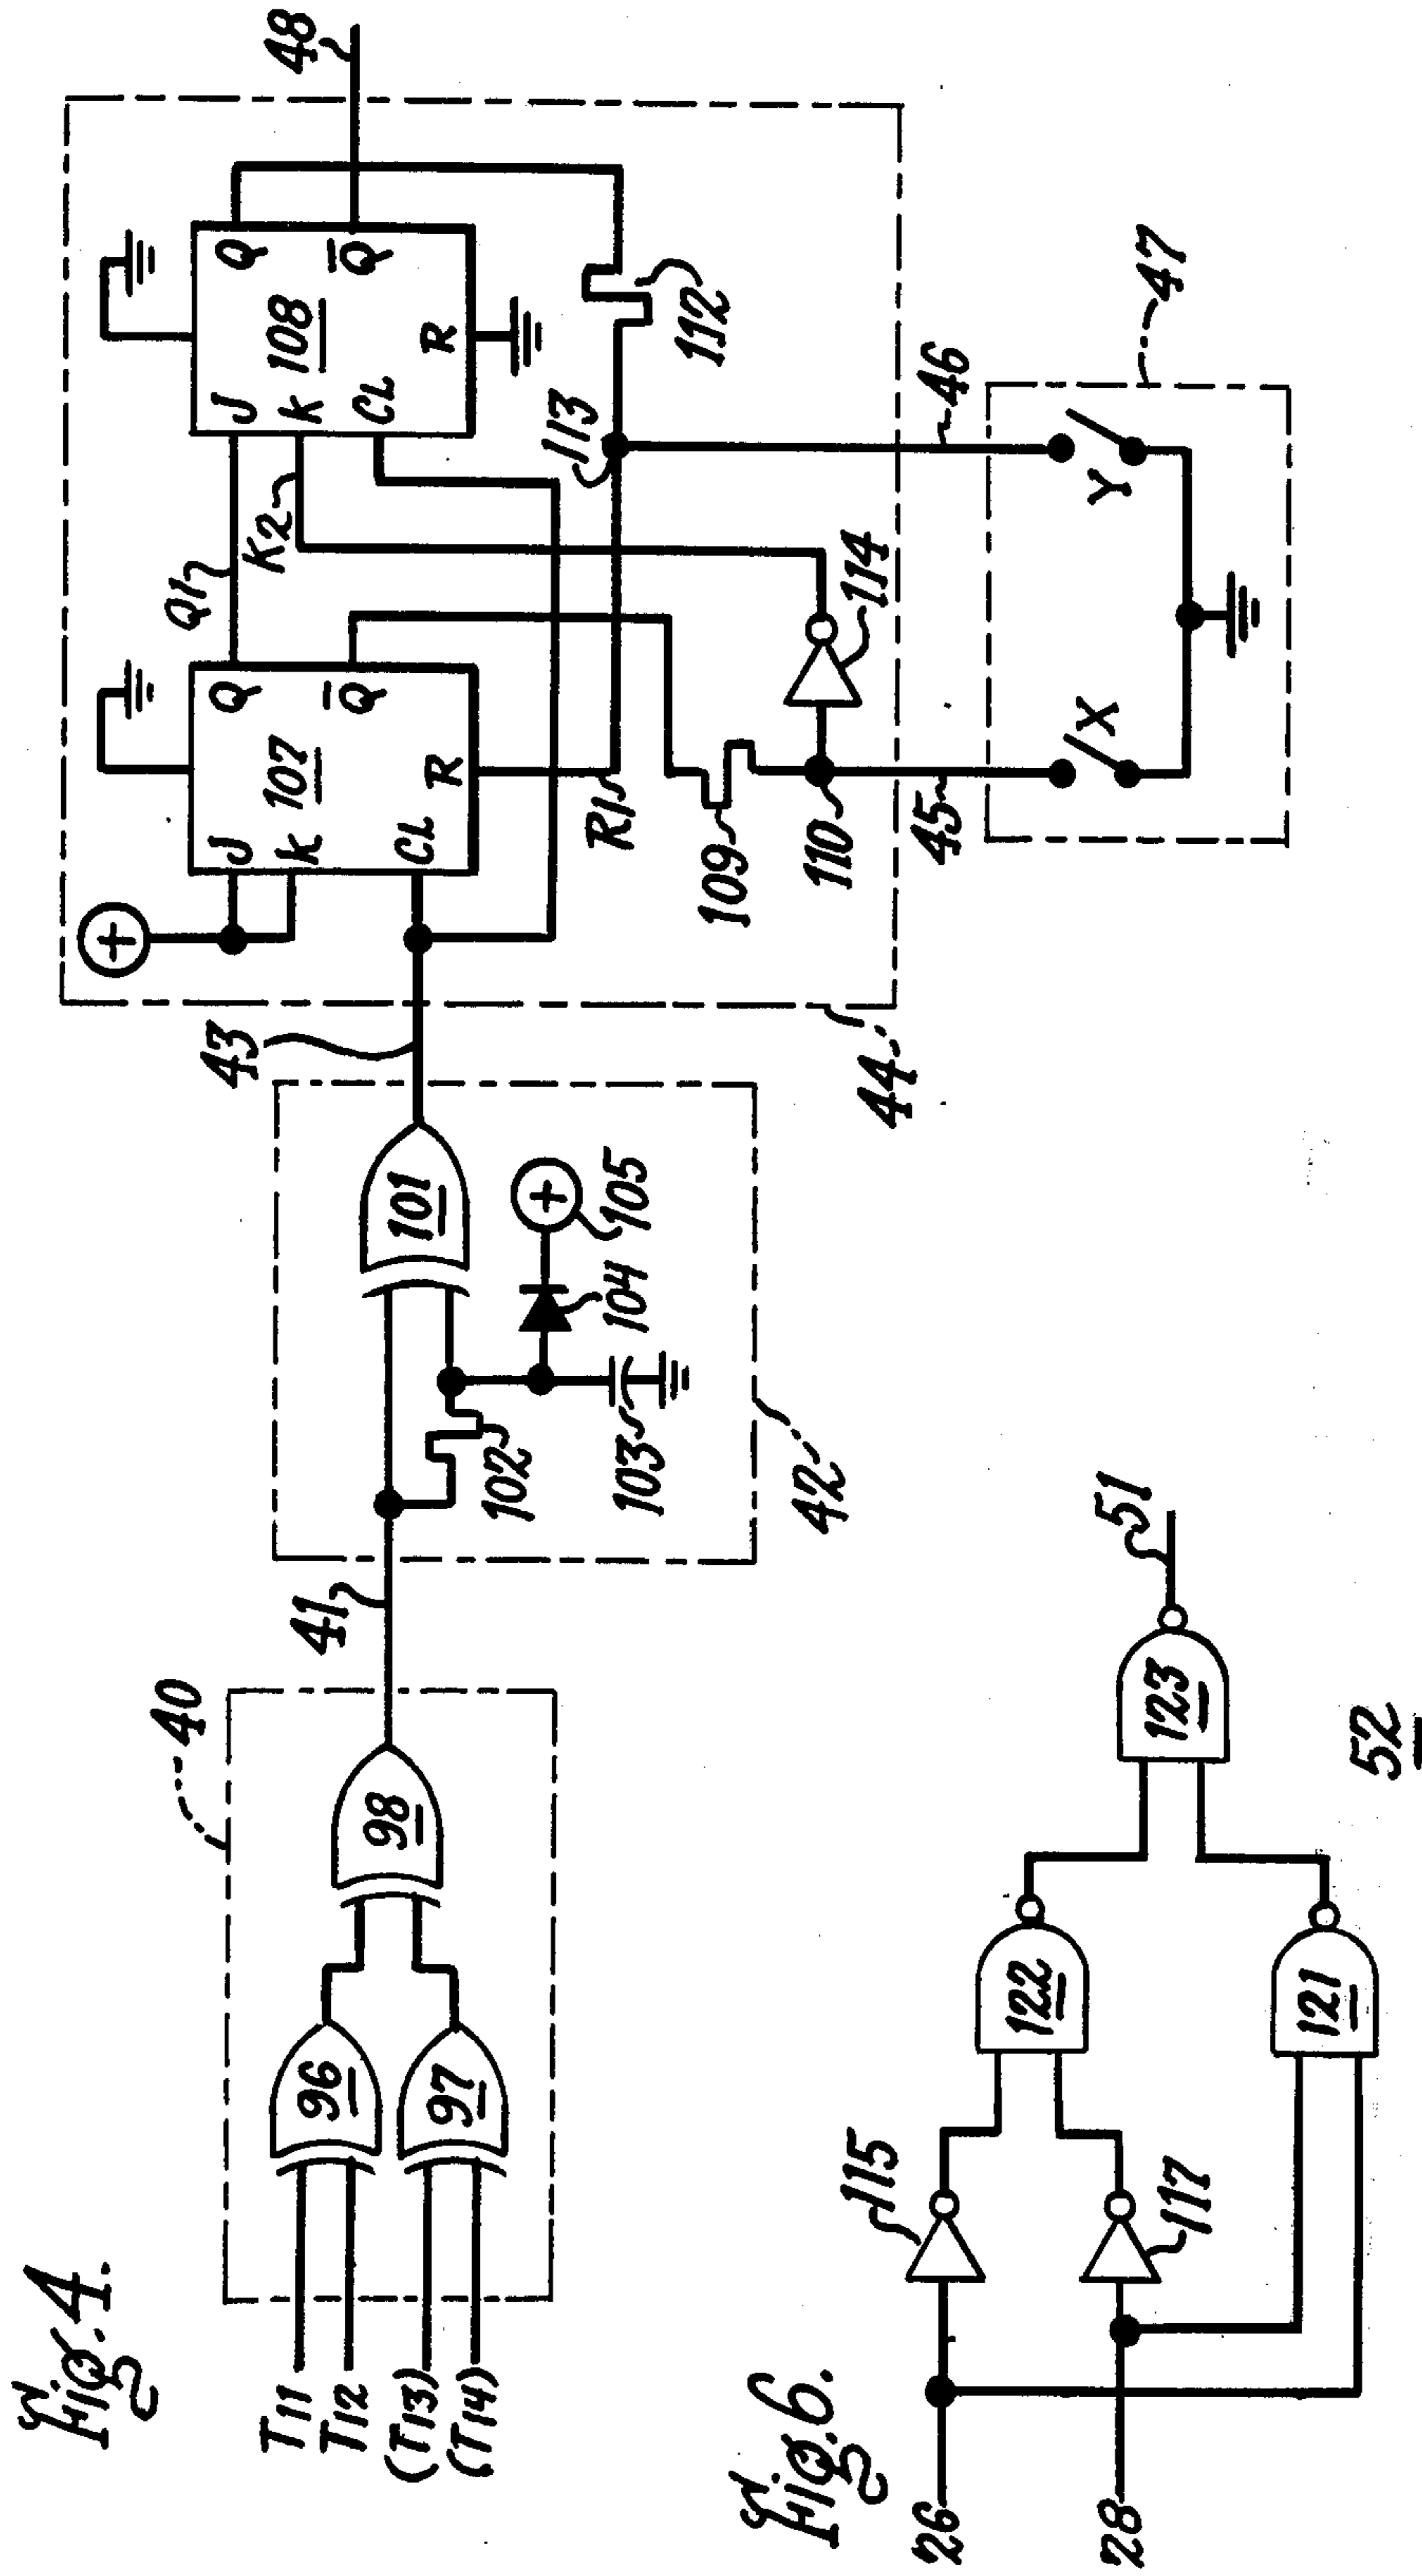 Fig. 4.
T11
T12
(T13)
(T14)
40
96
97
98
41
42
101
102
103
104
105
+
43
44
+
J
K
CL
R
Q
Q̄
107
Q1
K2
R1
J
K
CL
R
Q
Q̄
108
48
109
110
112
113
114
45
46
47
X
Y
Fig. 6.
26
28
115
117
122
121
123
51
52